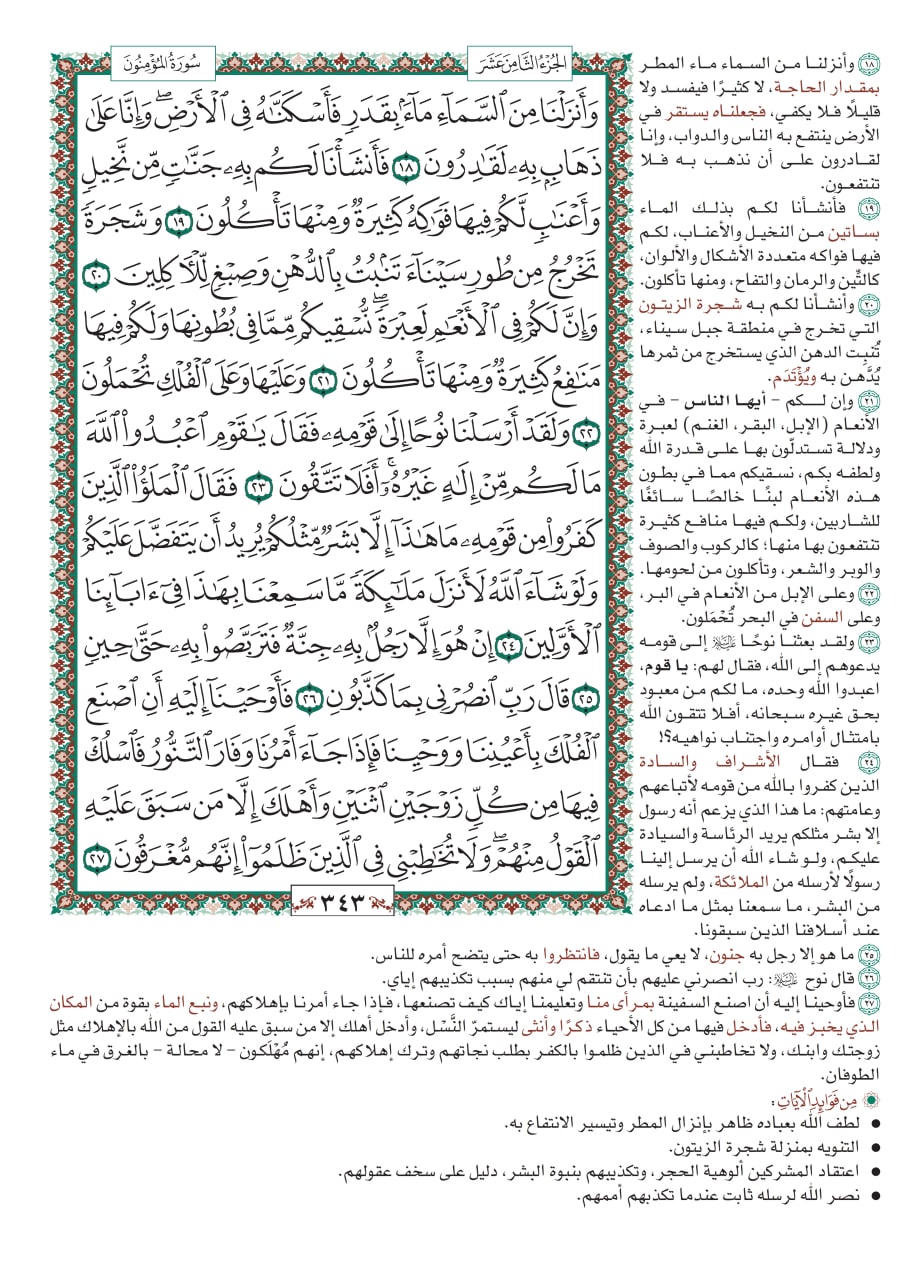 الجزء الثامن عشر
سورة المؤمنون
وَأَنزَلْنَا مِنَ ٱلسَّمَآءِ مَآءَۢ بِقَدَرٖ فَأَسْكَنَّـٰهُ فِى ٱلْأَرْضِۖ وَإِنَّا عَلَىٰ
ذَهَابِۭ بِهِۦ لَقَـٰدِرُونَ ١٨ فَأَنشَأْنَا لَكُم بِهِۦ جَنَّـٰتٖ مِّن نَّخِيلٖ
وَأَعْنَـٰبٖ لَّكُمْ فِيهَا فَوَٰكِهُ كَثِيرَةٞ وَمِنْهَا تَأْكُلُونَ ١٩ وَشَجَرَةٗ
تَخْرُجُ مِن طُورِ سَيْنَآءَ تَنۢبُتُ بِٱلدُّهْنِ وَصِبْغٖ لِّلْـَٔاكِلِينَ ٢٠
وَإِنَّ لَكُمْ فِى ٱلْأَنْعَـٰمِ لَعِبْرَةٗۖ نُّسْقِيكُم مِّمَّا فِى بُطُونِهَا وَلَكُمْ فِيهَا
مَنَـٰفِعُ كَثِيرَةٞ وَمِنْهَا تَأْكُلُونَ ٢١ وَعَلَيْهَا وَعَلَى ٱلْفُلْكِ تُحْمَلُونَ
٢٢ وَلَقَدْ أَرْسَلْنَا نُوحًا إِلَىٰ قَوْمِهِۦ فَقَالَ يَـٰقَوْمِ ٱعْبُدُوا۟ ٱللَّهَ
مَا لَكُم مِّنْ إِلَـٰهٍ غَيْرُهُۥٓۚ أَفَلَا تَتَّقُونَ ٢٣ فَقَالَ ٱلْمَلَؤُا۟ ٱلَّذِينَ
كَفَرُوا۟ مِن قَوْمِهِۦ مَا هَـٰذَآ إِلَّا بَشَرٞ مِّثْلُكُمْ يُرِيدُ أَن يَتَفَضَّلَ عَلَيْكُمْ
وَلَوْ شَآءَ ٱللَّهُ لَأَنزَلَ مَلَـٰٓئِكَةٗ مَّا سَمِعْنَا بِهَـٰذَا فِىٓ ءَابَآئِنَا
ٱلْأَوَّلِينَ ٢٤ إِنْ هُوَ إِلَّا رَجُلُۢ بِهِۦ جِنَّةٞ فَتَرَبَّصُوا۟ بِهِۦ حَتَّىٰ حِينٖ
٢٥ قَالَ رَبِّ ٱنصُرْنِى بِمَا كَذَّبُونِ ٢٦ فَأَوْحَيْنَآ إِلَيْهِ أَنِ ٱصْنَعِ
ٱلْفُلْكَ بِأَعْيُنِنَا وَوَحْيِنَا فَإِذَا جَآءَ أَمْرُنَا وَفَارَ ٱلتَّنُّورُ فَٱسْلُكْ
فِيهَا مِن كُلّٖ زَوْجَيْنِ ٱثْنَيْنِ وَأَهْلَكَ إِلَّا مَن سَبَقَ عَلَيْهِ
ٱلْقَوْلُ مِنْهُمْۖ وَلَا تُخَـٰطِبْنِى فِى ٱلَّذِينَ ظَلَمُوٓا۟ إِنَّهُم مُّغْرَقُونَ ٢٧
٣٤٣
١٨ وأنزلنا من السماء ماء المطر
بمقدار الحاجة، لا كثيرًا فيفسد ولا
قليلًا فلا يكفي، فجعلناه يستقر في
الأرض ينتفع به الناس والدواب، وإنا
لقادرون على أن نذهب به فلا
تنتفعون.
١٩ فأنشأنا لكم بذلك الماء
بساتين من النخيل والأعناب، لكم
فيها فواكه متعددة الأشكال والألوان،
كالتِّين والرمان والتفاح، ومنها تأكلون.
٢٠ وأنشأنا لكم به شجرة الزيتون
التي تخرج في منطقة جبل سيناء،
تُنبِت الدهن الذي يستخرج من ثمرها
يُدَّهن به ويُؤْتَدَم.
٢١ وإن لكم - أيها الناس - في
الأنعام (الإبل، البقر، الغنم) لعبرة
ودلالة تستدلّون بها على قدرة الله
ولطفه بكم، نسقيكم مما في بطون
هذه الأنعام لبنًا خالصًا سائغًا
للشاربين، ولكم فيها منافع كثيرة
تنتفعون بها منها؛ كالركوب والصوف
والوبر والشعر، وتأكلون من لحومها.
٢٢ وعلى الإبل من الأنعام في البر،
وعلى السفن في البحر تُحْمَلون.
٢٣ ولقد بعثنا نوحًا عليه السلام إلى قومه
يدعوهم إلى الله، فقال لهم: يا قوم،
اعبدوا الله وحده، ما لكم من معبود
بحق غيره سبحانه، أفلا تتقون الله
بامتثال أوامره واجتناب نواهيه؟!
٢٤ فقال الأشراف والسادة
الذين كفروا بالله من قومه لأتباعهم
وعامتهم: ما هذا الذي يزعم أنه رسول
إلا بشر مثلكم يريد الرئاسة والسيادة
عليكم، ولو شاء الله أن يرسل إلينا
رسولًا لأرسله من الملائكة، ولم يرسله
من البشر، ما سمعنا بمثل ما ادعاه
عند أسلافنا الذين سبقونا.
٢٥ ما هو إلا رجل به جنون، لا يعي ما يقول، فانتظروا به حتى يتضح أمره للناس.
٢٦ قال نوح عليه السلام: رب انصرني عليهم بأن تنتقم لي منهم بسبب تكذيبهم إياي.
٢٧ فأوحينا إليه أن اصنع السفينة بمرأى منا وتعليمنا إياك كيف تصنعها، فإذا جاء أمرنا بإهلاكهم، ونبع الماء بقوة من المكان
الذي يخبز فيه، فأدخل فيها من كل الأحياء ذكرًا وأنثى ليستمرّ النَّسْل، وأدخل أهلك إلا من سبق عليه القول من الله بالإهلاك مثل
زوجتك وابنك، ولا تخاطبني في الذين ظلموا بالكفر بطلب نجاتهم وترك إهلاكهم، إنهم مُهْلَكون - لا محالة - بالغرق في ماء
الطوفان.
من فوائد الآيات:
● لطف الله بعباده ظاهر بإنزال المطر وتيسير الانتفاع به.
● التنويه بمنزلة شجرة الزيتون.
● اعتقاد المشركين ألوهية الحجر، وتكذيبهم بنبوة البشر، دليل على سخف عقولهم.
● نصر الله لرسله ثابت عندما تكذبهم أممهم.